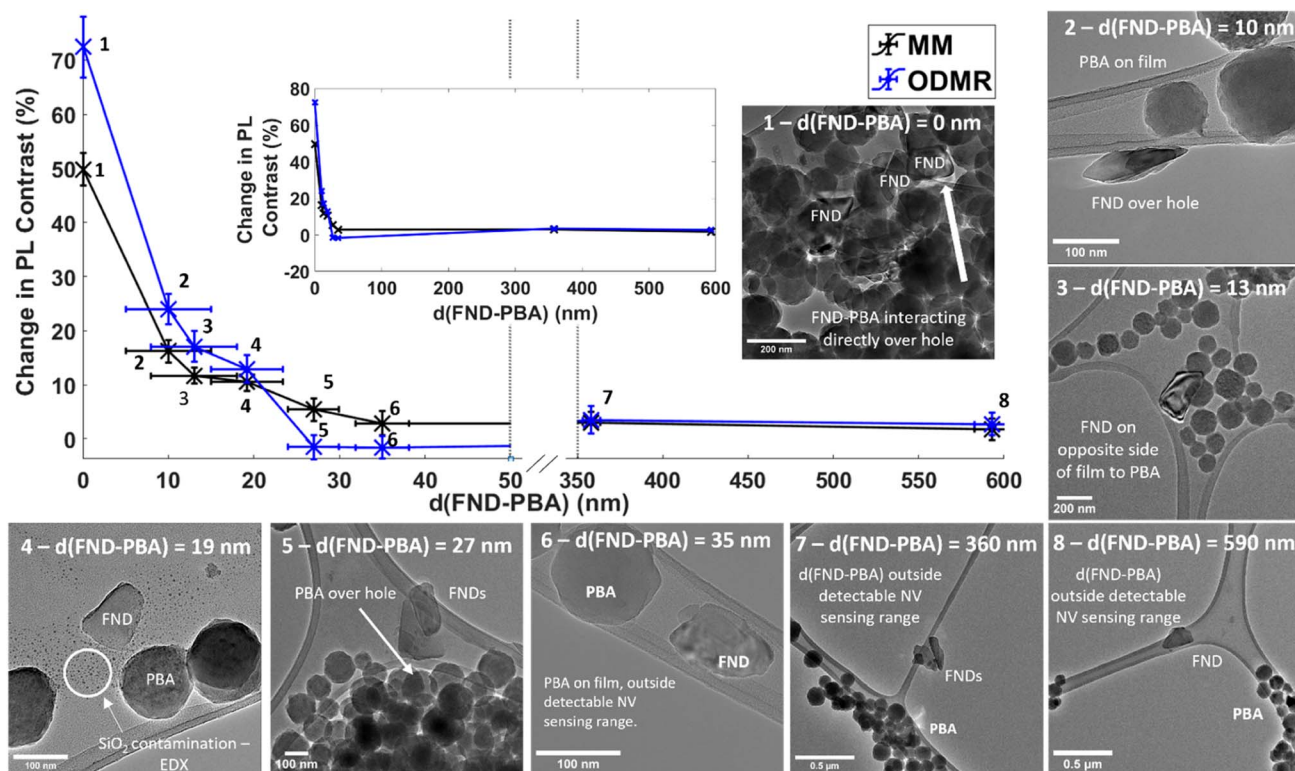 Change in PL Contrast (%)
70
60
50
40
30
20
10
0
1
1
2
2
3
3
4
4
5
5
6
6
7
8
0
10
20
30
40
50
350
400
450
500
550
600
d(FND-PBA) (nm)
MM
ODMR
Change in PL
Contrast (%)
80
60
40
20
0
-20
0
100
200
300
400
500
600
d(FND-PBA) (nm)
1 – d(FND-PBA) = 0 nm
FND
FND
FND
FND-PBA interacting
directly over hole
200 nm
2 – d(FND-PBA) = 10 nm
PBA on film
FND over hole
100 nm
3 – d(FND-PBA) = 13 nm
FND on
opposite side
of film to PBA
200 nm
4 – d(FND-PBA) = 19 nm
FND
PBA
SiO₂ contamination –
EDX
100 nm
5 – d(FND-PBA) = 27 nm
PBA over hole
FNDs
100nm
6 – d(FND-PBA) = 35 nm
PBA
FND
PBA on film, outside
detectable NV
sensing range.
100 nm
7 – d(FND-PBA) = 360 nm
d(FND-PBA) outside
detectable NV
sensing range
FNDs
PBA
0.5 µm
8 – d(FND-PBA) = 590 nm
d(FND-PBA)
outside detectable
NV sensing range
FND
PBA
0.5 µm